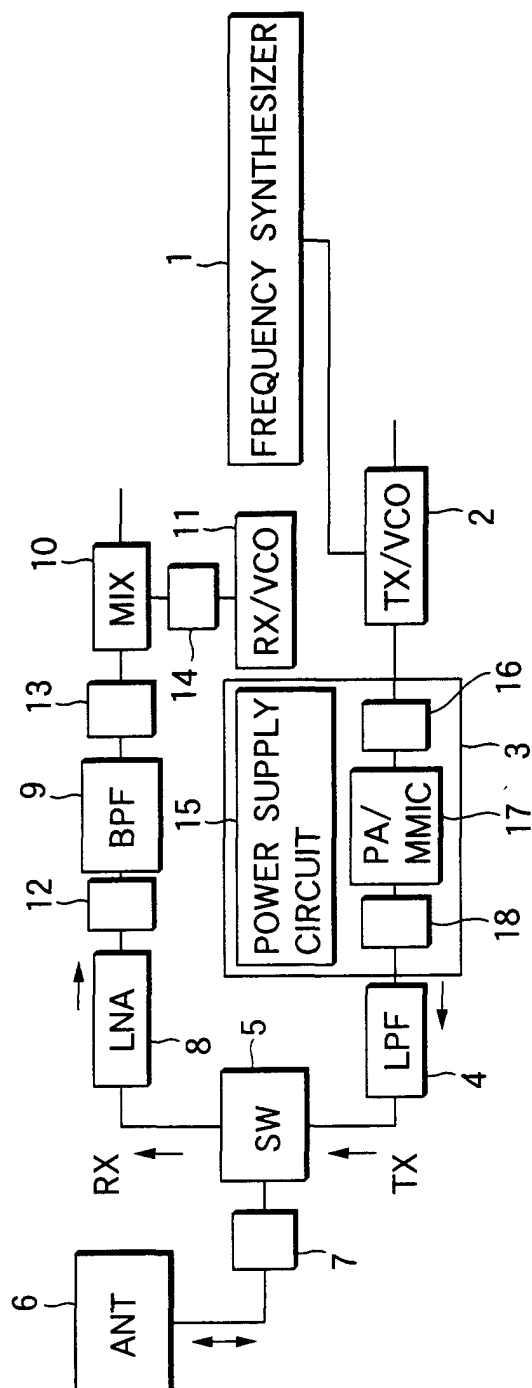 6
ANT
7
RX
SW
5
TX
LNA
8
12
9
BPF
13
10
MIX
14
11
RX/VCO
15
POWER SUPPLY
CIRCUIT
LPF
4
18
PA/
MMIC
17
16
3
TX/VCO
2
1
FREQUENCY SYNTHESIZER